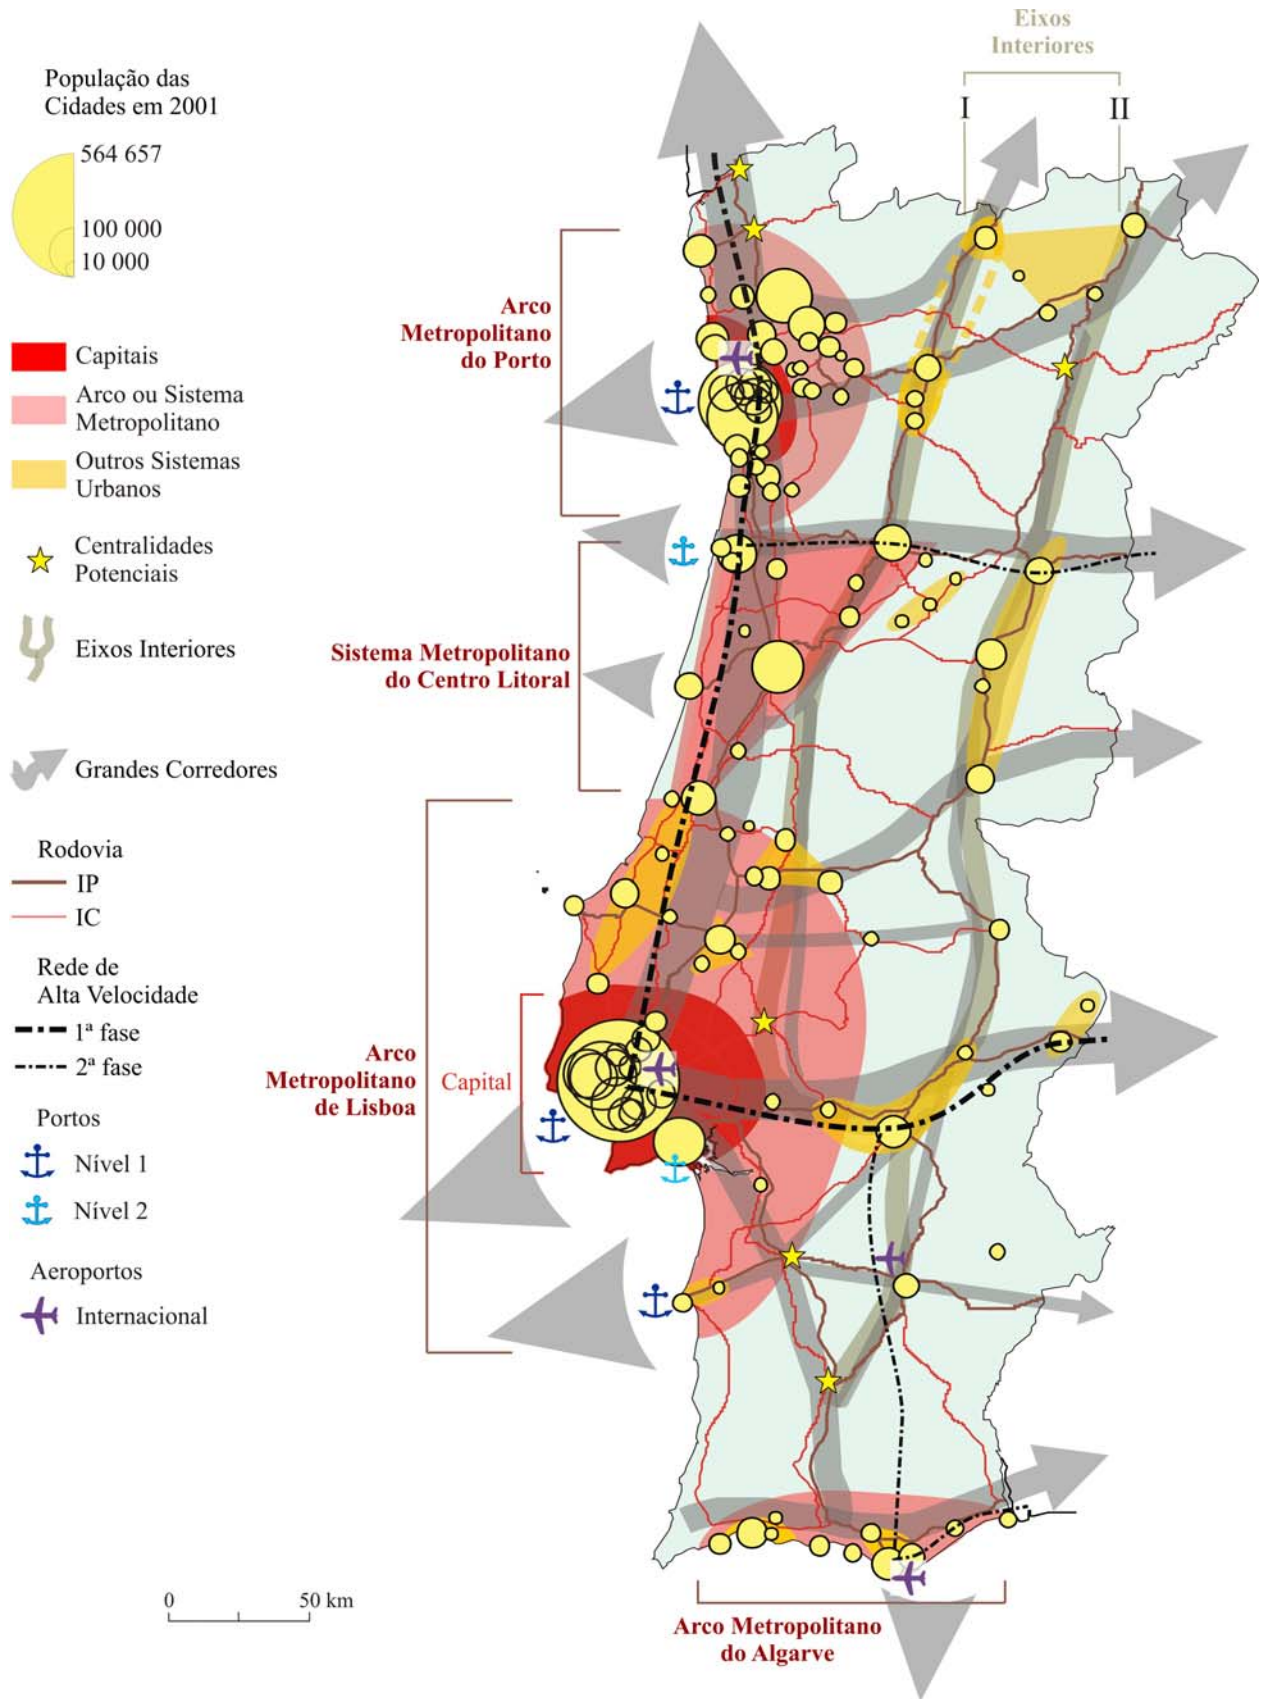 População das
Cidades em 2001
564 657
100 000
10 000
Capitais
Arco ou Sistema
Metropolitano
Outros Sistemas
Urbanos
Centralidades
Potenciais
Eixos Interiores
Grandes Corredores
Rodovia
IP
IC
Rede de
Alta Velocidade
1ª fase
2ª fase
Portos
Nível 1
Nível 2
Aeroportos
Internacional
0 50 km
Eixos
Interiores
I II
Arco
Metropolitano
do Porto
Sistema Metropolitano
do Centro Litoral
Arco
Metropolitano
de Lisboa
Capital
Arco Metropolitano
do Algarve